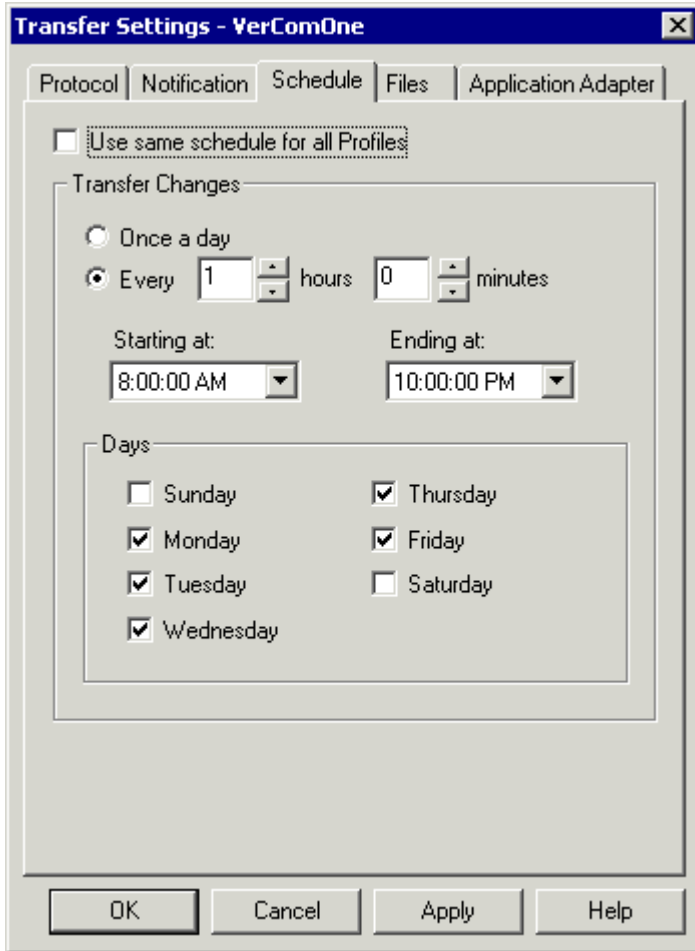 Transfer Settings - VerComOne
Protocol Notification Schedule Files Application Adapter
Use same schedule for all Profiles
Transfer Changes
Once a day
Every 1 hours 0 minutes
Starting at: Ending at:
8:00:00 AM 10:00:00 PM
Days
Sunday Thursday
Monday Friday
Tuesday Saturday
Wednesday
OK Cancel Apply Help